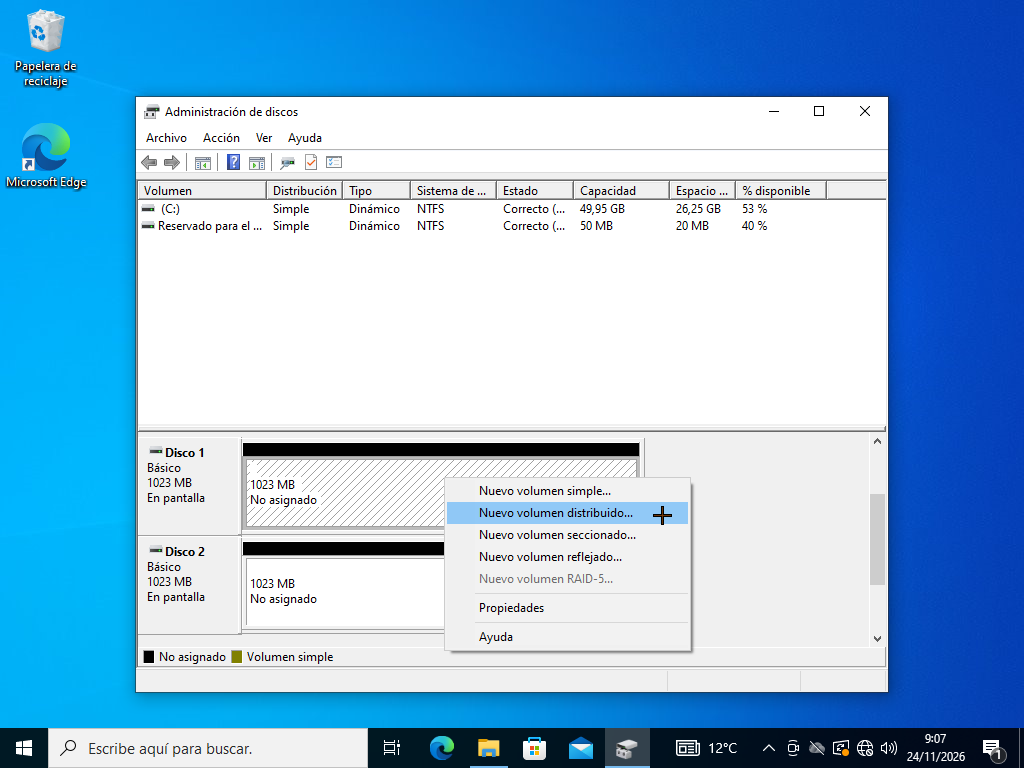 Papelera de
reciclaje
Microsoft Edge
Administración de discos
Archivo Acción Ver Ayuda
Volumen Distribución Tipo Sistema de ... Estado Capacidad Espacio ... % disponible
(C:) Simple Dinámico NTFS Correcto (... 49,95 GB 26,25 GB 53 %
Reservado para el ... Simple Dinámico NTFS Correcto (... 50 MB 20 MB 40 %
Disco 1
Básico
1023 MB
En pantalla
1023 MB
No asignado
Disco 2
Básico
1023 MB
En pantalla
1023 MB
No asignado
Nuevo volumen simple...
Nuevo volumen distribuido...
Nuevo volumen seccionado...
Nuevo volumen reflejado...
Nuevo volumen RAID-5...
Propiedades
Ayuda
No asignado Volumen simple
Escribe aquí para buscar.
12°C
9:07
24/11/2026
1